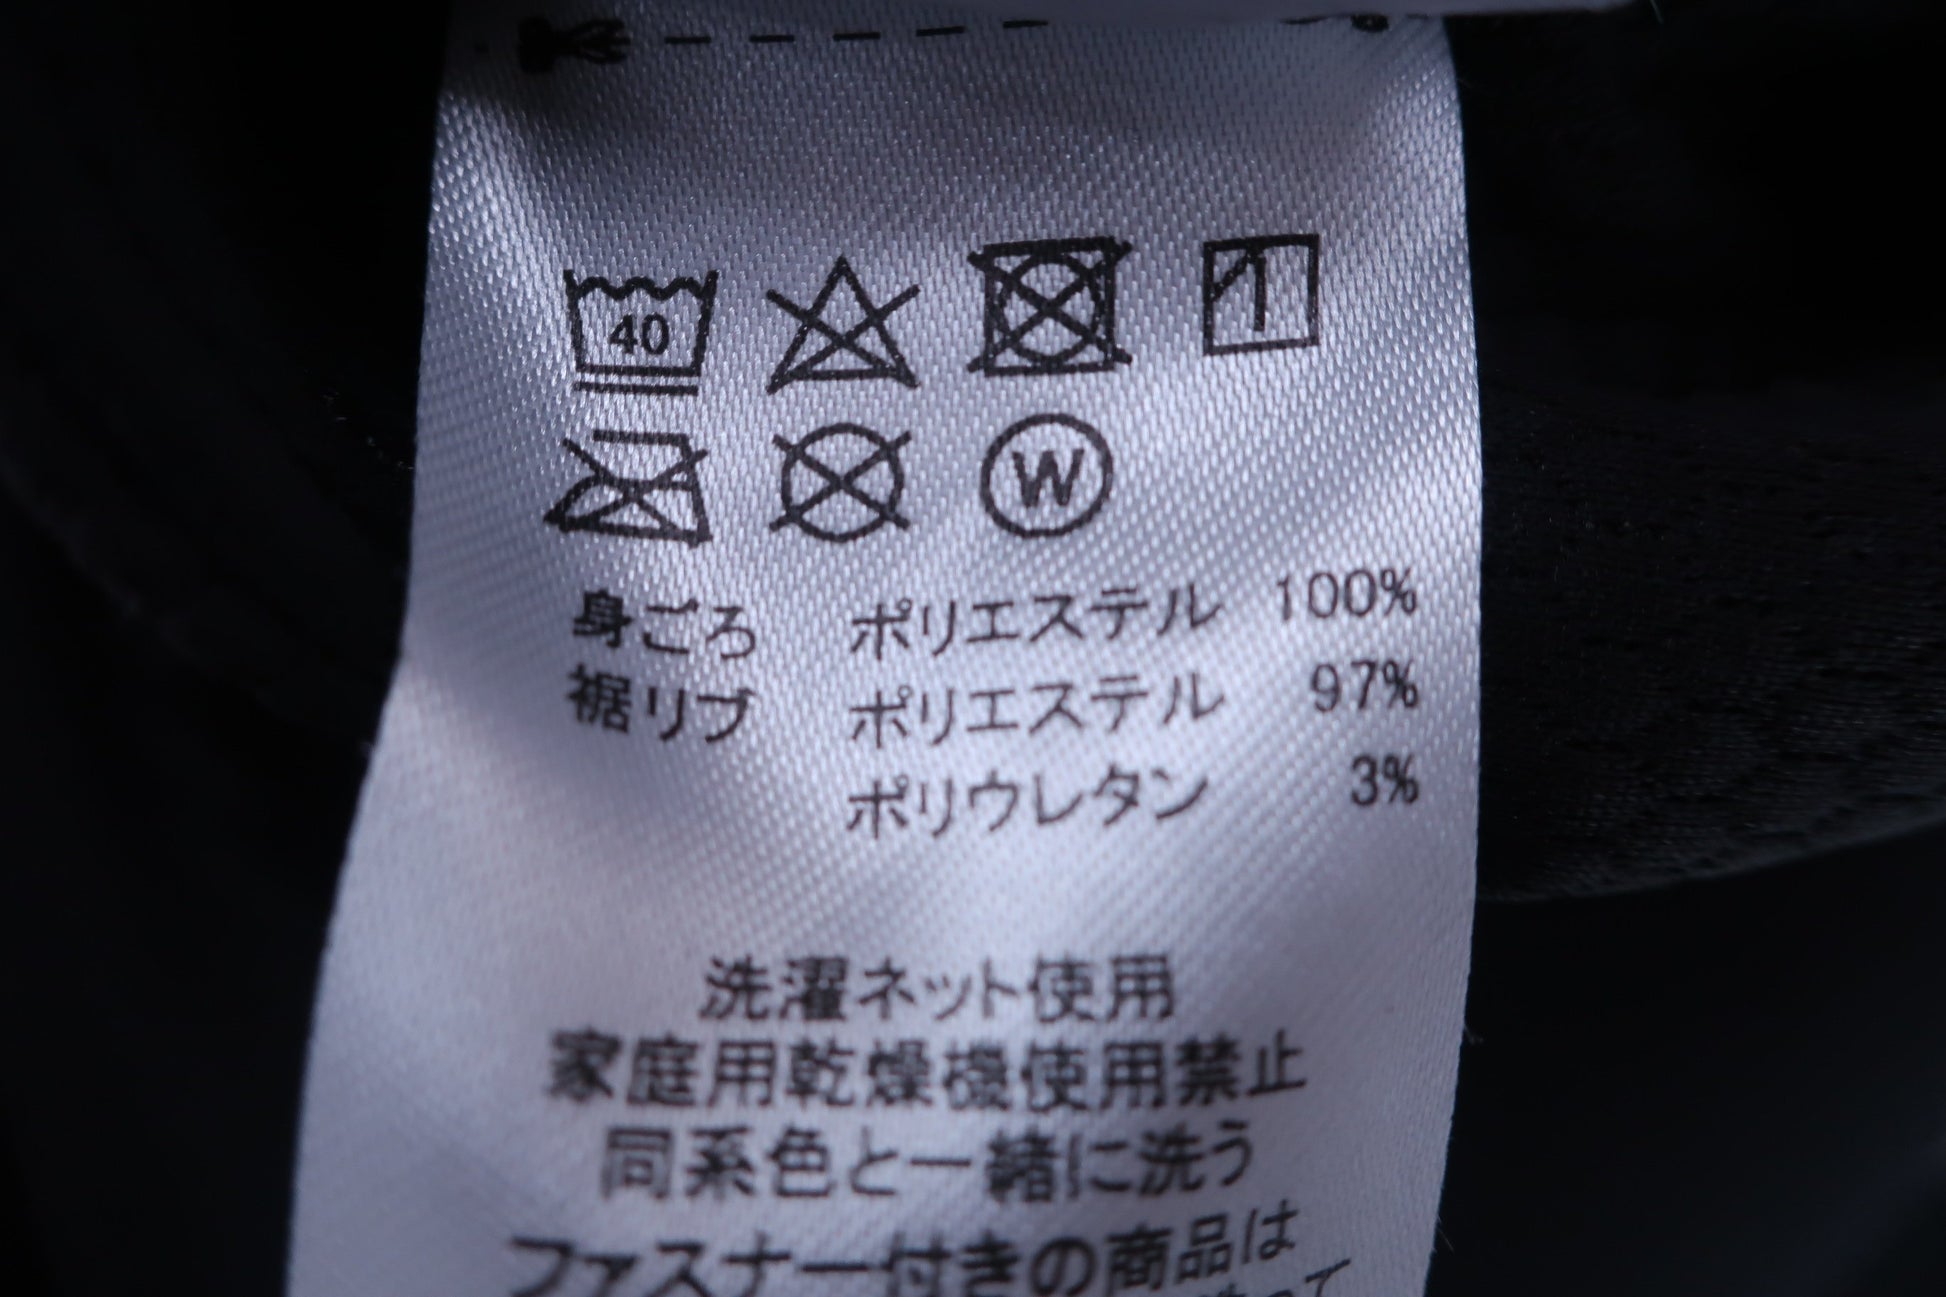 40
W
身ごろ ポリエステル 100%
裾リブ ポリエステル 97%
ポリウレタン 3%
洗濯ネット使用
家庭用乾燥機使用禁止
同系色と一緒に洗う
ファスナー付きの商品は